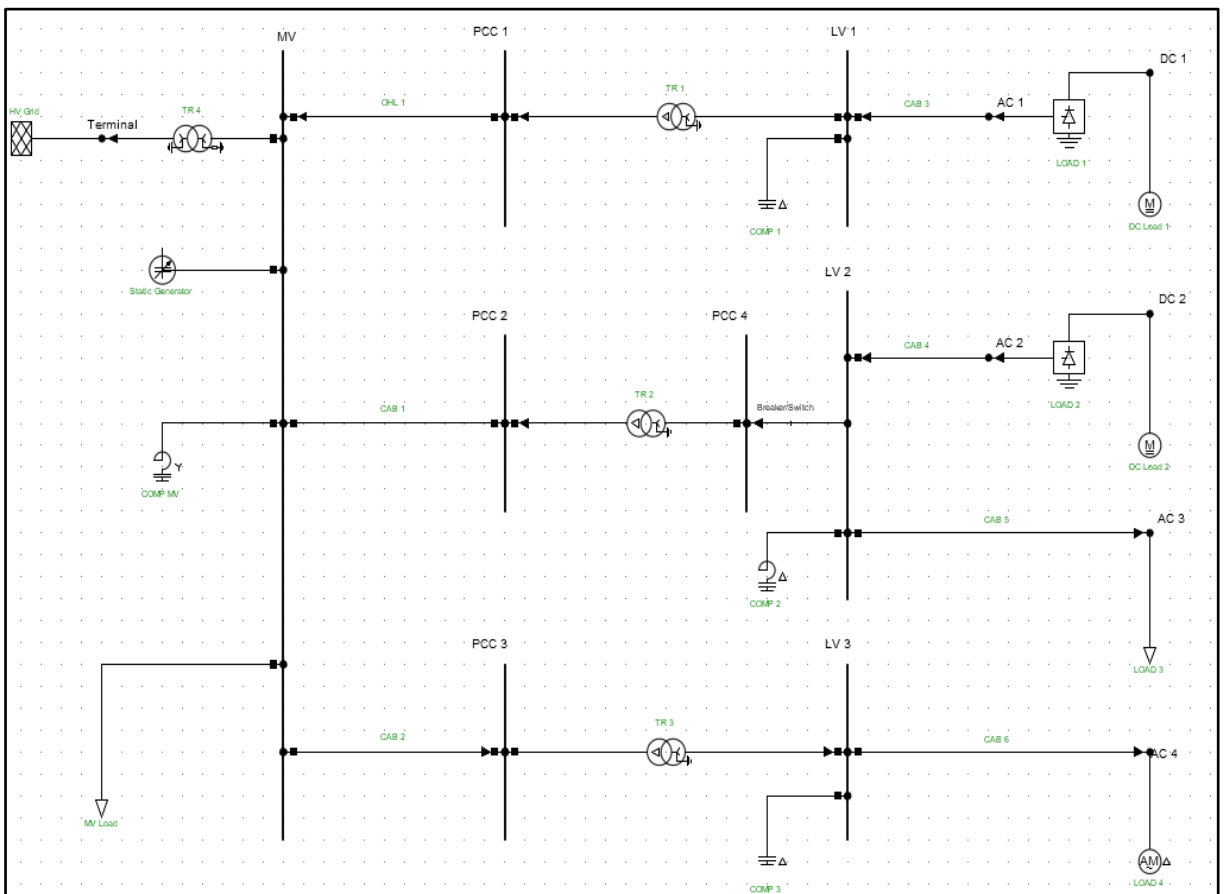 MV
PCC 1
LV 1
DC 1
HV Grid
TR 4
OHL 1
TR 1
CAB 3
AC 1
Terminal
LOAD 1
COMP 1
DC Load 1
M
Static Generator
LV 2
DC 2
PCC 2
PCC 4
CAB 4
AC 2
TR 2
Breaker/Switch
LOAD 2
CAB 1
M
DC Load 2
Y
COMP MV
CAB 5
AC 3
COMP 2
PCC 3
LV 3
LOAD 3
TR 3
CAB 2
CAB 6
AC 4
MV Load
COMP 3
AM
LOAD 4